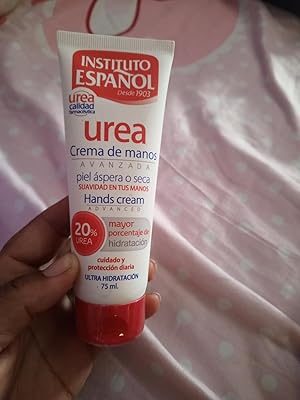 INSTITUTO
ESPAÑOL
Desde 1903
urea
calidad
farmacéutica
urea
Crema de manos
AVANZADA
piel áspera o seca
SUAVIDAD EN TUS MANOS
Hands cream
ADVANCED
20%
UREA
mayor
porcentaje de
hidratación
cuidado y
protección diaria
ULTRA HIDRATACIÓN
75 ml.